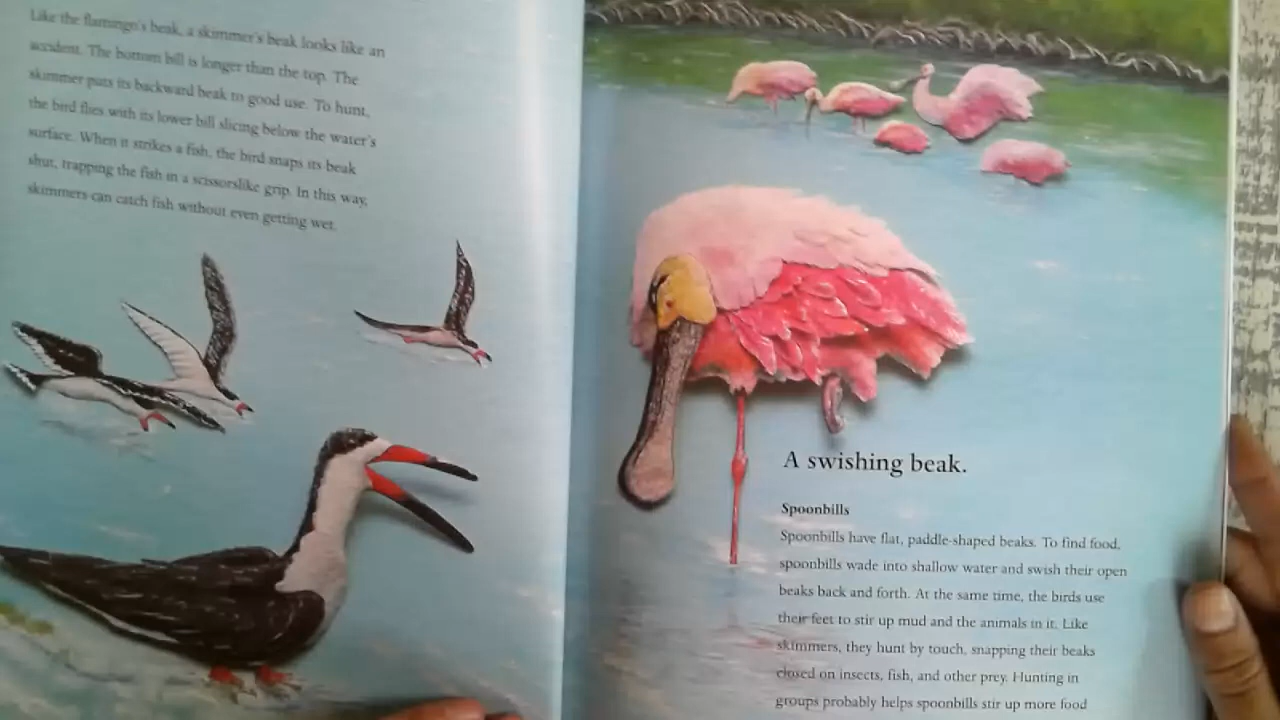 Like the flamingo's beak, a skimmer's beak looks like an
accident. The bottom bill is longer than the top. The
skimmer puts its backward beak to good use. To hunt,
the bird flies with its lower bill slicing below the water's
surface. When it strikes a fish, the bird snaps its beak
shut, trapping the fish in a scissorslike grip. In this way,
skimmers can catch fish without even getting wet.
A swishing beak.
Spoonbills
Spoonbills have flat, paddle-shaped beaks. To find food,
spoonbills wade into shallow water and swish their open
beaks back and forth. At the same time, the birds use
their feet to stir up mud and the animals in it. Like
skimmers, they hunt by touch, snapping their beaks
closed on insects, fish, and other prey. Hunting in
groups probably helps spoonbills stir up more food